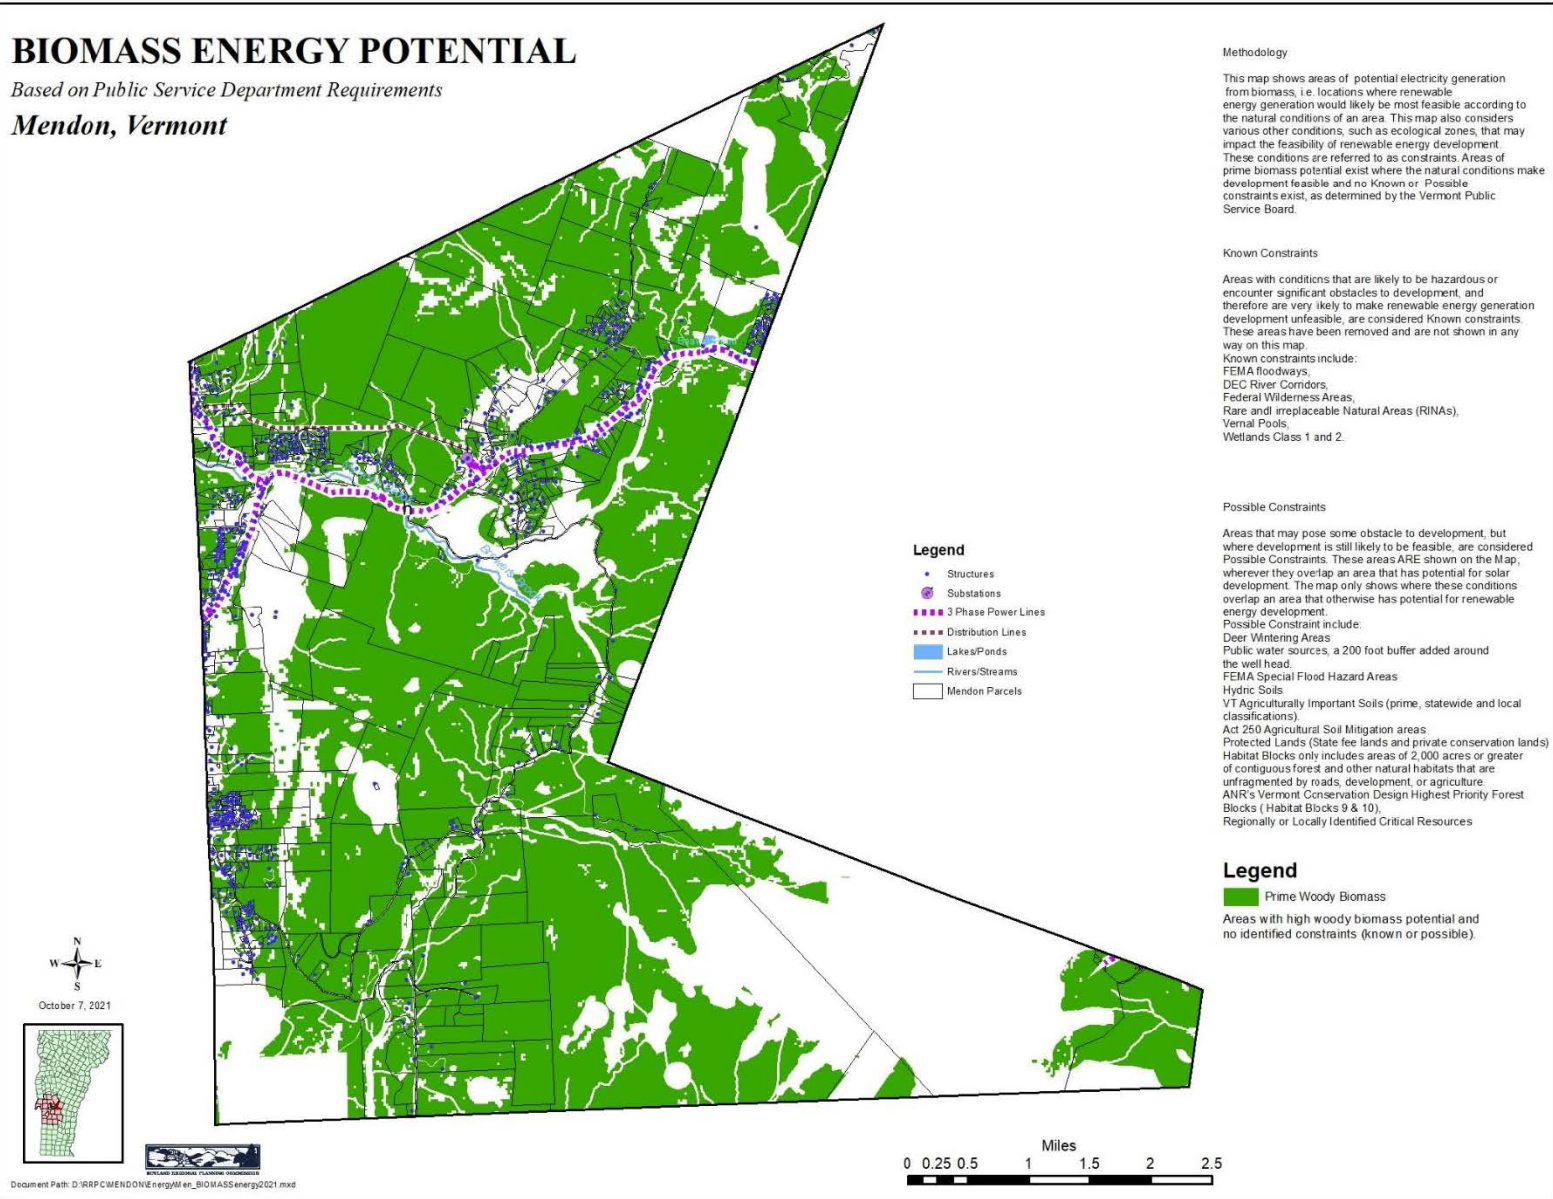 BIOMASS ENERGY POTENTIAL
Based on Public Service Department Requirements
Mendon, Vermont
Methodology
This map shows areas of potential electricity generation
from biomass, i.e. locations where renewable
energy generation would likely be most feasible according to
the natural conditions of an area. This map also considers
various other conditions, such as ecological zones, that may
impact the feasibility of renewable energy development.
These conditions are referred to as constraints. Areas of
prime biomass potential exist where the natural conditions make
development feasible and no Known or Possible
constraints exist, as determined by the Vermont Public
Service Board.
Known Constraints
Areas with conditions that are likely to be hazardous or
encounter significant obstacles to development, and
therefore are very likely to make renewable energy generation
development unfeasible, are considered Known constraints.
These areas have been removed and are not shown in any
way on this map.
Known constraints include:
FEMA floodways,
DEC River Corridors,
Federal Wilderness Areas,
Rare andl irreplaceable Natural Areas (RINAs),
Vernal Pools,
Wetlands Class 1 and 2.
Possible Constraints
Areas that may pose some obstacle to development, but
where development is still likely to be feasible, are considered
Possible Constraints. These areas ARE shown on the Map,
wherever they overlap an area that has potential for solar
development. The map only shows where these conditions
overlap an area that otherwise has potential for renewable
energy development.
Possible Constraint include:
Deer Wintering Areas
Public water sources, a 200 foot buffer added around
the well head.
FEMA Special Flood Hazard Areas
Hydric Soils
VT Agriculturally Important Soils (prime, statewide and local
classifications).
Act 250 Agricultural Soil Mitigation areas
Protected Lands (State fee lands and private conservation lands)
Habitat Blocks only includes areas of 2,000 acres or greater
of contiguous forest and other natural habitats that are
unfragmented by roads, development, or agriculture.
ANR's Vermont Conservation Design Highest Priority Forest
Blocks ( Habitat Blocks 9 & 10),
Regionally or Locally Identified Critical Resources
Legend
Prime Woody Biomass
Areas with high woody biomass potential and
no identified constraints (known or possible).
Legend
Structures
Substations
3 Phase Power Lines
Distribution Lines
Lakes/Ponds
Rivers/Streams
Mendon Parcels
Brewers Brook
N
W E
S
October 7, 2021
RUTLAND REGIONAL PLANNING COMMISSION
Document Path: D:\RRPC\MENDON\Energy\Men_BIOMASSenergy2021.mxd
Miles
0 0.25 0.5 1 1.5 2 2.5